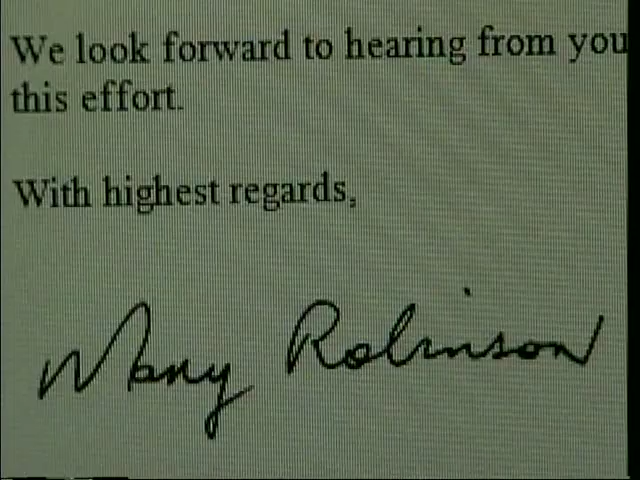 We look forward to hearing from you
this effort.
With highest regards,
Mary Robinson